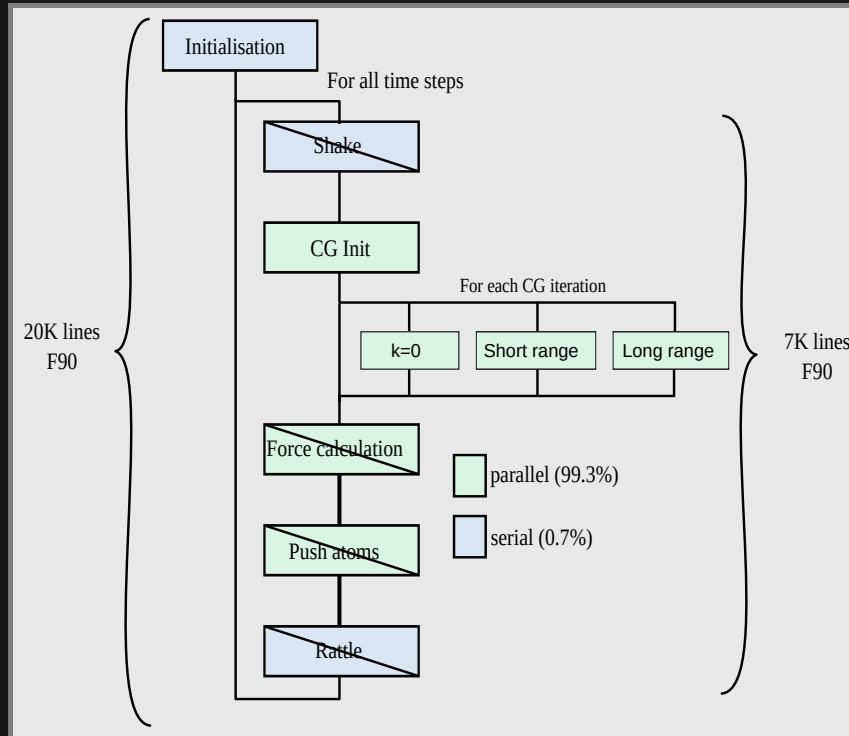 Initialisation
For all time steps
Shake
CG Init
For each CG iteration
20K lines
F90
k=0
Short range
Long range
7K lines
F90
Force calculation
parallel (99.3%)
Push atoms
serial (0.7%)
Rattle